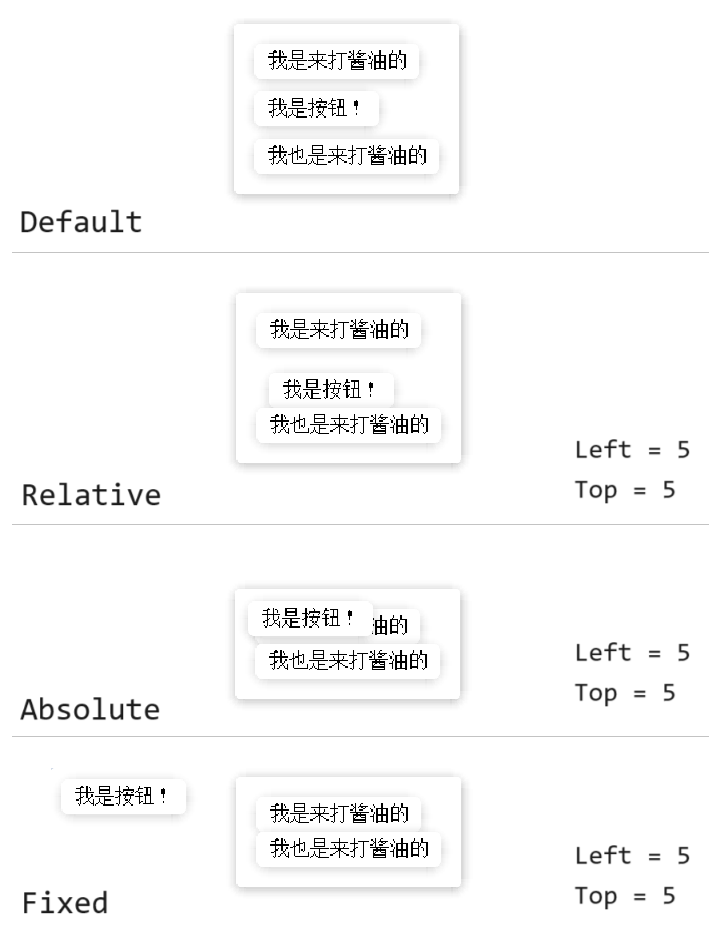 我是来打酱油的
我是按钮！
我也是来打酱油的
Default
我是来打酱油的
我是按钮！
我也是来打酱油的
Left = 5
Top = 5
Relative
我是按钮！油的
我也是来打酱油的
Left = 5
Top = 5
Absolute
我是按钮！
我是来打酱油的
我也是来打酱油的
Left = 5
Top = 5
Fixed